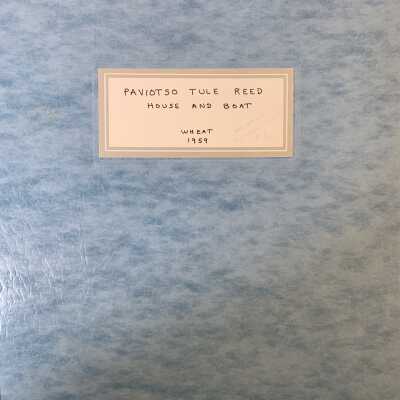 PAVIOTSO TULE REED
HOUSE AND BOAT
WHEAT
1959